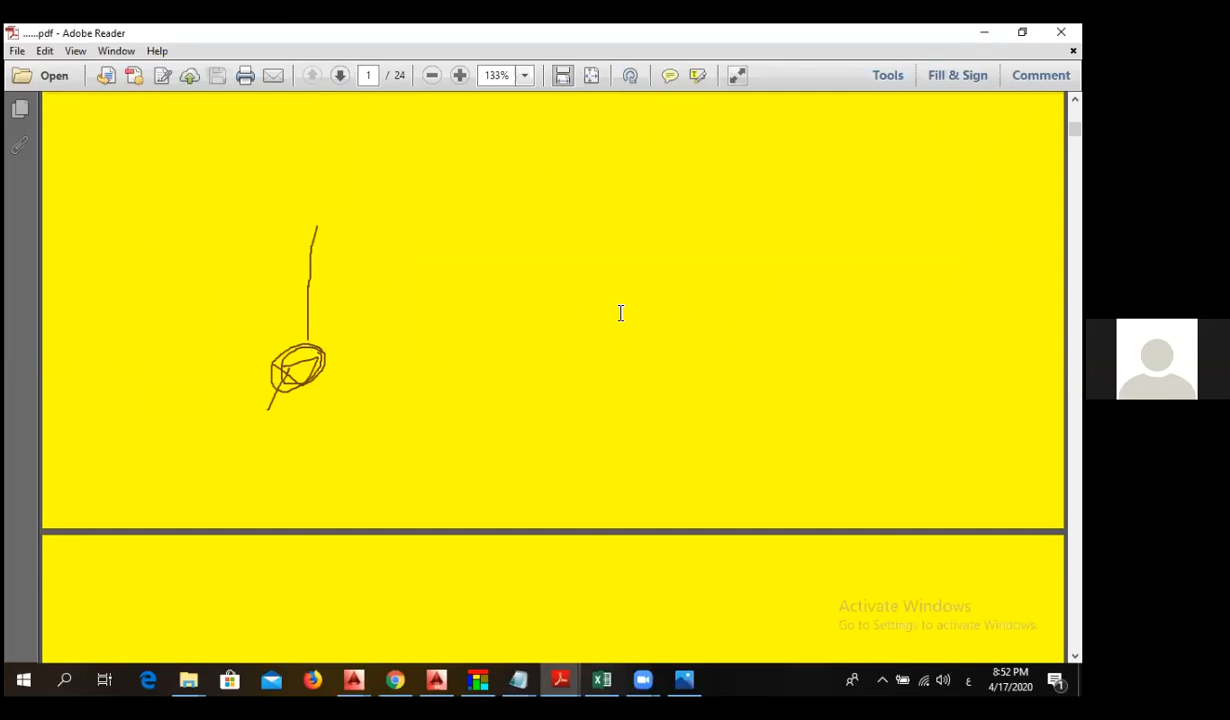 ......pdf - Adobe Reader
File Edit View Window Help
Open 1 / 24 133% Tools Fill & Sign Comment
Activate Windows
Go to Settings to activate Windows.
ع 8:52 PM
4/17/2020 1